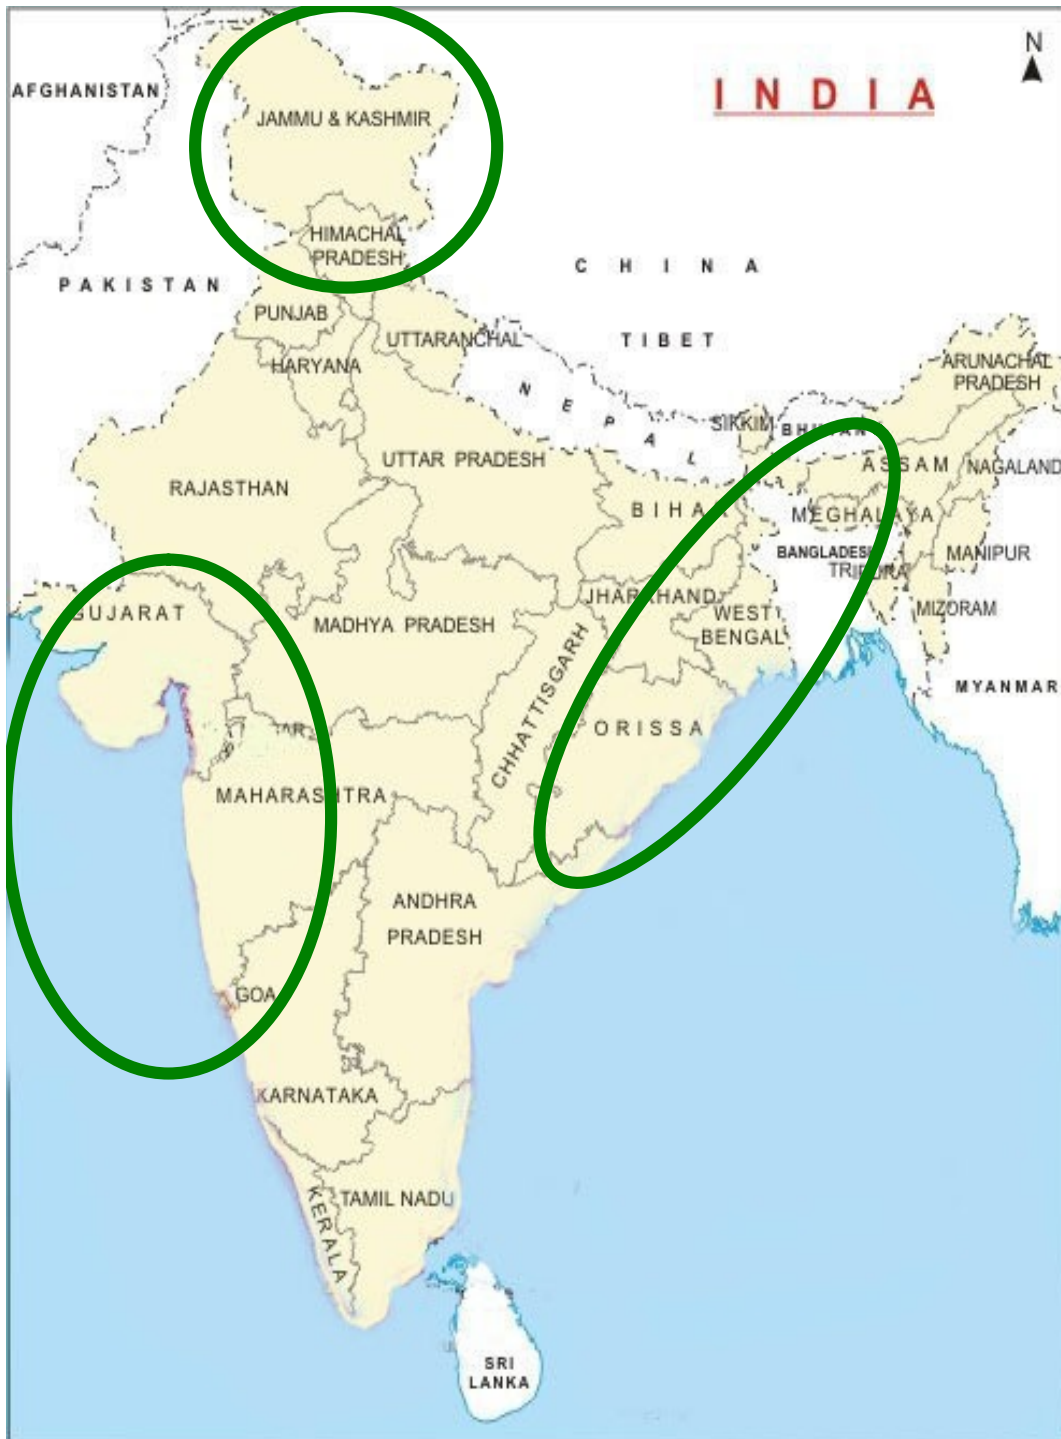 N
INDIA
AFGHANISTAN
JAMMU & KASHMIR
HIMACHAL
PRADESH
CHINA
PAKISTAN
PUNJAB
UTTARANCHAL
TIBET
HARYANA
ARUNACHAL
PRADESH
NEPAL
SIKKIM
BHUTAN
UTTAR PRADESH
ASSAM
NAGALAND
RAJASTHAN
BIHAR
MEGHALAYA
BANGLADESH
MANIPUR
TRIPURA
JHARKHAND
WEST
BENGAL
MIZORAM
GUJARAT
MADHYA PRADESH
CHHATTISGARH
MYANMAR
ORISSA
MAHARASHTRA
ANDHRA
PRADESH
GOA
KARNATAKA
TAMIL NADU
KERALA
SRI
LANKA